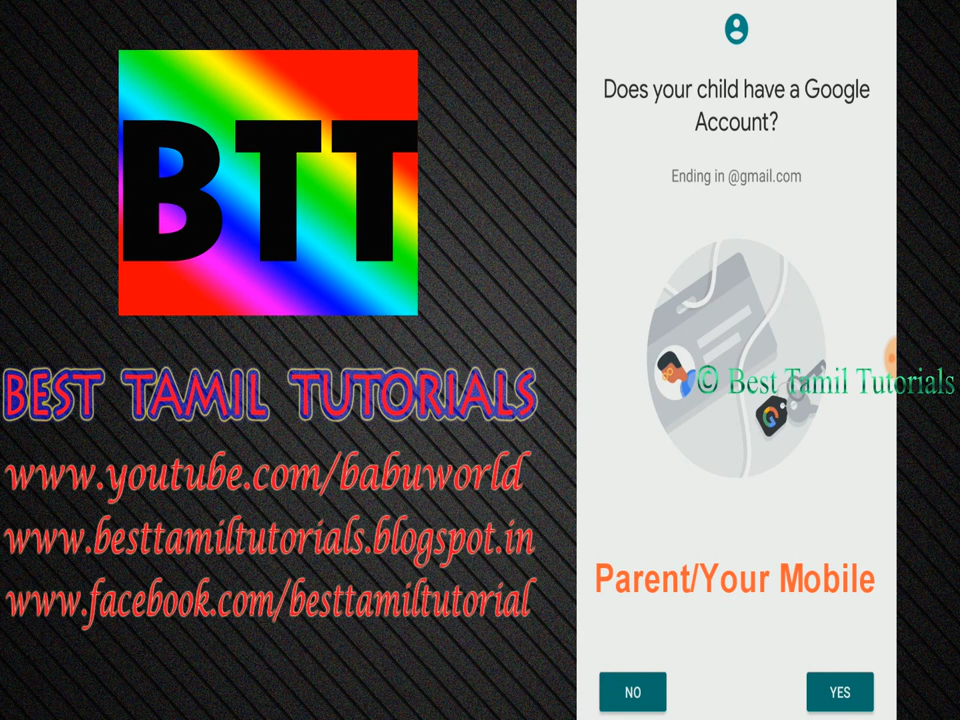 BTT
BEST TAMIL TUTORIALS
www.youtube.com/babuworld
www.besttamiltutorials.blogspot.in
www.facebook.com/besttamiltutorial
Does your child have a Google
Account?
Ending in @gmail.com
© Best Tamil Tutorials
G
Parent/Your Mobile
NO
YES